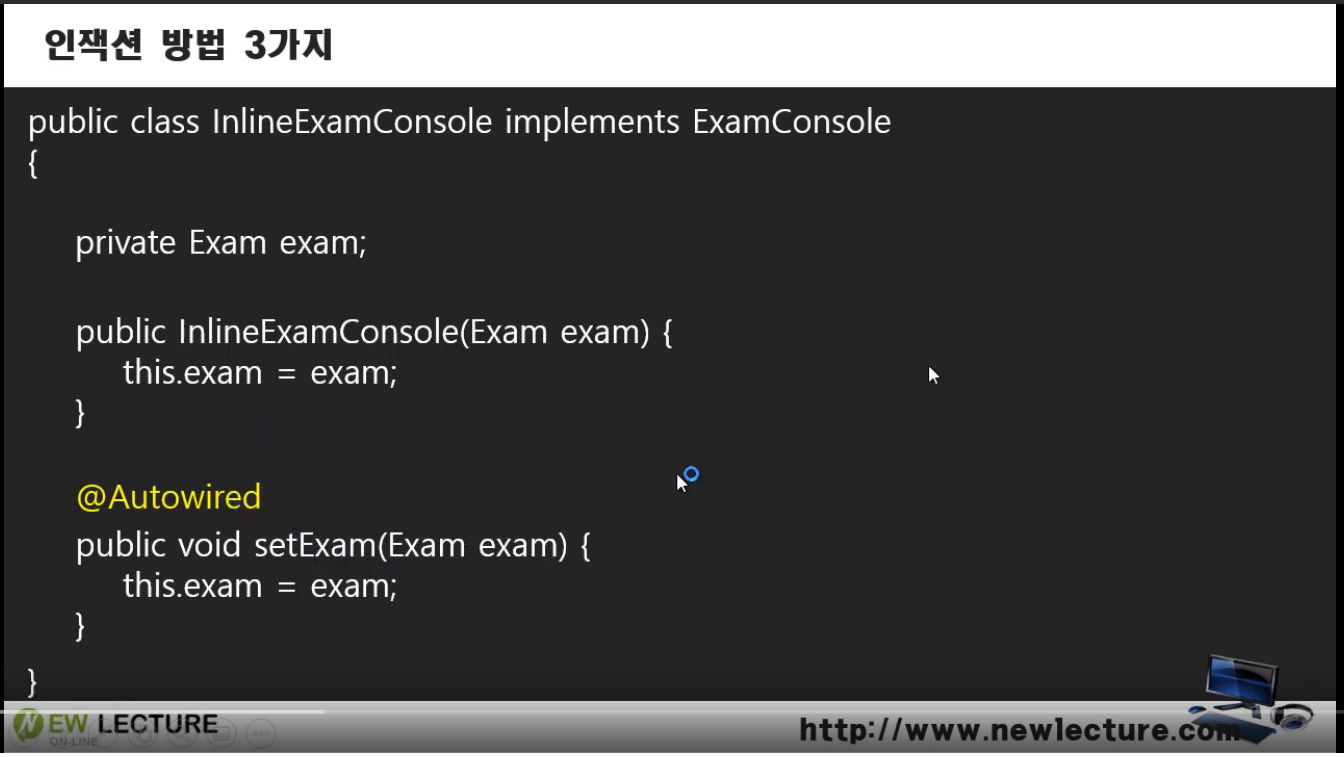 인잭션 방법 3가지
public class InlineExamConsole implements ExamConsole
{
private Exam exam;
public InlineExamConsole(Exam exam) {
this.exam = exam;
}
@Autowired
public void setExam(Exam exam) {
this.exam = exam;
}
}
NEW LECTURE
ON-LINE
http://www.newlecture.com